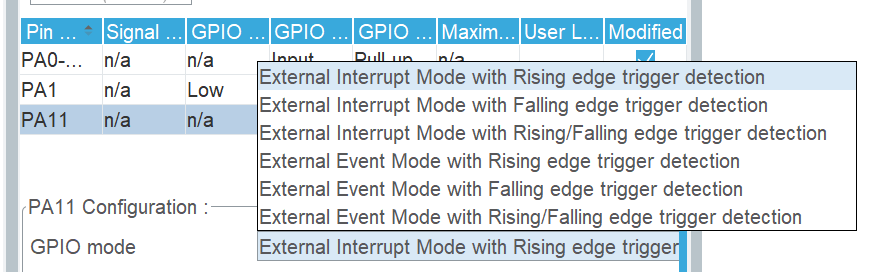 Pin ... Signal ... GPIO ... GPIO ... GPIO ... Maxim... User L... Modified
PA0-... n/a n/a Input Pull-up n/a
PA1 n/a Low
PA11 n/a n/a
External Interrupt Mode with Rising edge trigger detection
External Interrupt Mode with Falling edge trigger detection
External Interrupt Mode with Rising/Falling edge trigger detection
External Event Mode with Rising edge trigger detection
External Event Mode with Falling edge trigger detection
External Event Mode with Rising/Falling edge trigger detection
PA11 Configuration :
GPIO mode External Interrupt Mode with Rising edge trigger